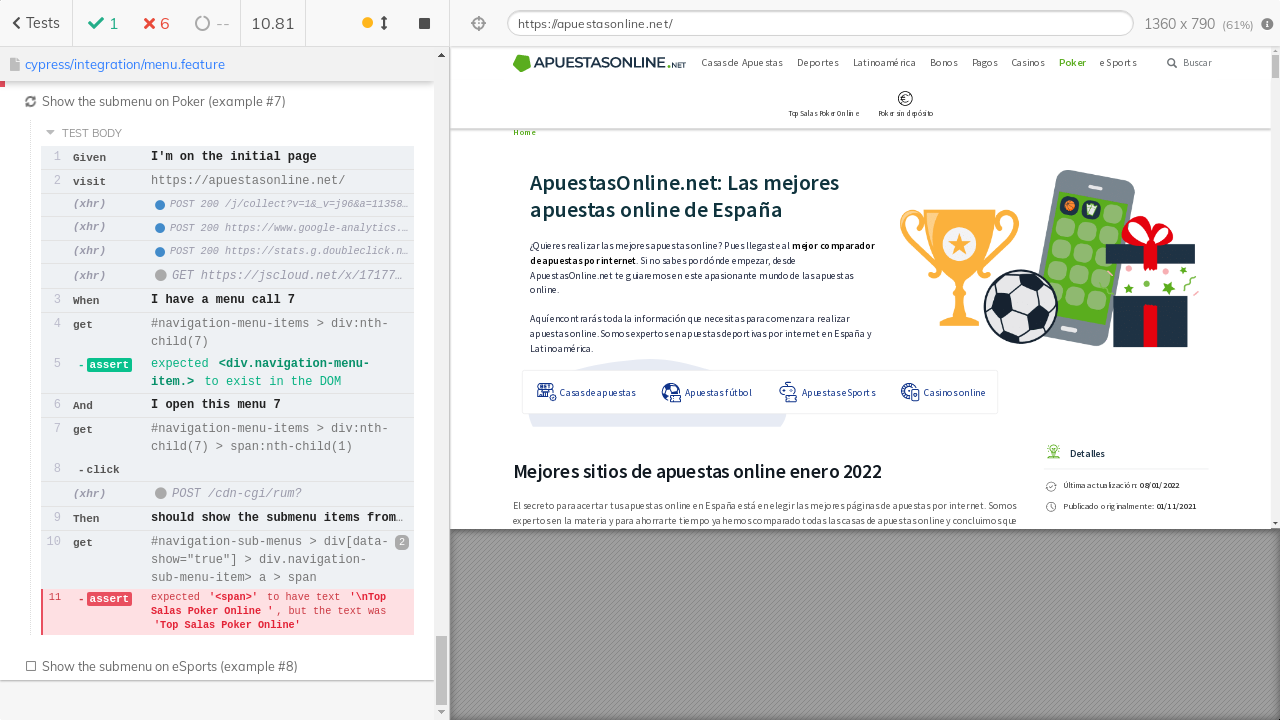 Tests
1
6
--
10.81
https://apuestasonline.net/
1360 x 790 (61%)
cypress/integration/menu.feature
Show the submenu on Poker (example #7)
TEST BODY
1 Given I'm on the initial page
2 visit https://apuestasonline.net/
(xhr) POST 200 /j/collect?v=1&_v=j96&a=11358…
(xhr) POST 200 https://www.google-analytics.…
(xhr) POST 200 https://stats.g.doubleclick.n…
(xhr) GET https://jscloud.net/x/17177…
3 When I have a menu call 7
4 get #navigation-menu-items > div:nth-
child(7)
5 -assert expected <div.navigation-menu-
item.> to exist in the DOM
6 And I open this menu 7
7 get #navigation-menu-items > div:nth-
child(7) > span:nth-child(1)
8 -click
(xhr) POST /cdn-cgi/rum?
9 Then should show the submenu items from…
10 get #navigation-sub-menus > div[data-
show="true"] > div.navigation-
sub-menu-item> a > span
2
11 -assert expected '<span>' to have text '\nTop
Salas Poker Online ', but the text was
'Top Salas Poker Online'
Show the submenu on eSports (example #8)
APUESTASONLINE.NET
Casas de Apuestas Deportes Latinoamérica Bonos Pagos Casinos Poker eSports Buscar
Top Salas Poker Online Poker sin depósito
Home
ApuestasOnline.net: Las mejores
apuestas online de España
¿Quieres realizar las mejores apuestas online? Pues llegaste al mejor comparador
de apuestas por internet. Si no sabes por dónde empezar, desde
ApuestasOnline.net te guiaremos en este apasionante mundo de las apuestas
online.
Aquí encontrarás toda la información que necesitas para comenzar a realizar
apuestas online. Somos expertos en apuestas deportivas por internet en España y
Latinoamérica.
Casas de apuestas Apuestas fútbol Apuestas eSports Casinos online
Mejores sitios de apuestas online enero 2022
El secreto para acertar tus apuestas online en España está en elegir las mejores páginas de apuestas por internet. Somos
expertos en la materia y para ahorrarte tiempo ya hemos comparado todas las casas de apuestas online y concluimos que
Detalles
Última actualización: 08/01/2022
Publicado originalmente: 01/11/2021